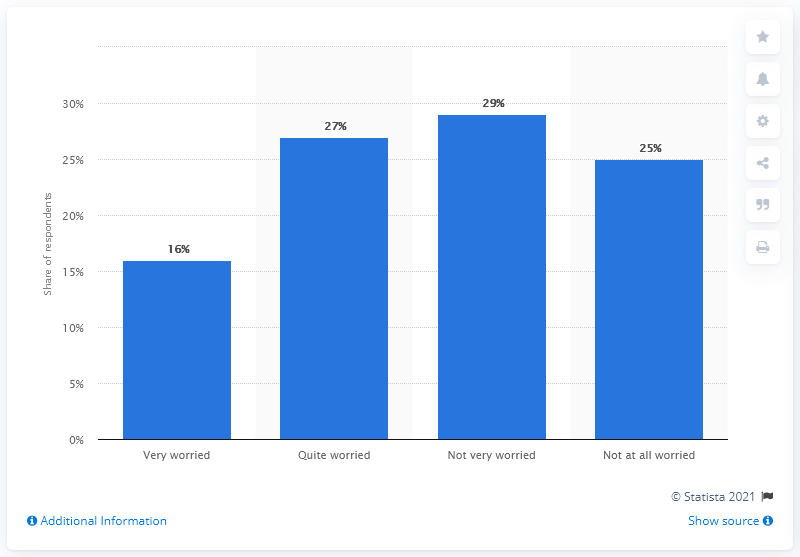 Share of respondents
30%
25%
20%
15%
10%
5%
0%
16%
27%
29%
25%
Very worried
Quite worried
Not very worried
Not at all worried
© Statista 2021
Additional Information
Show source